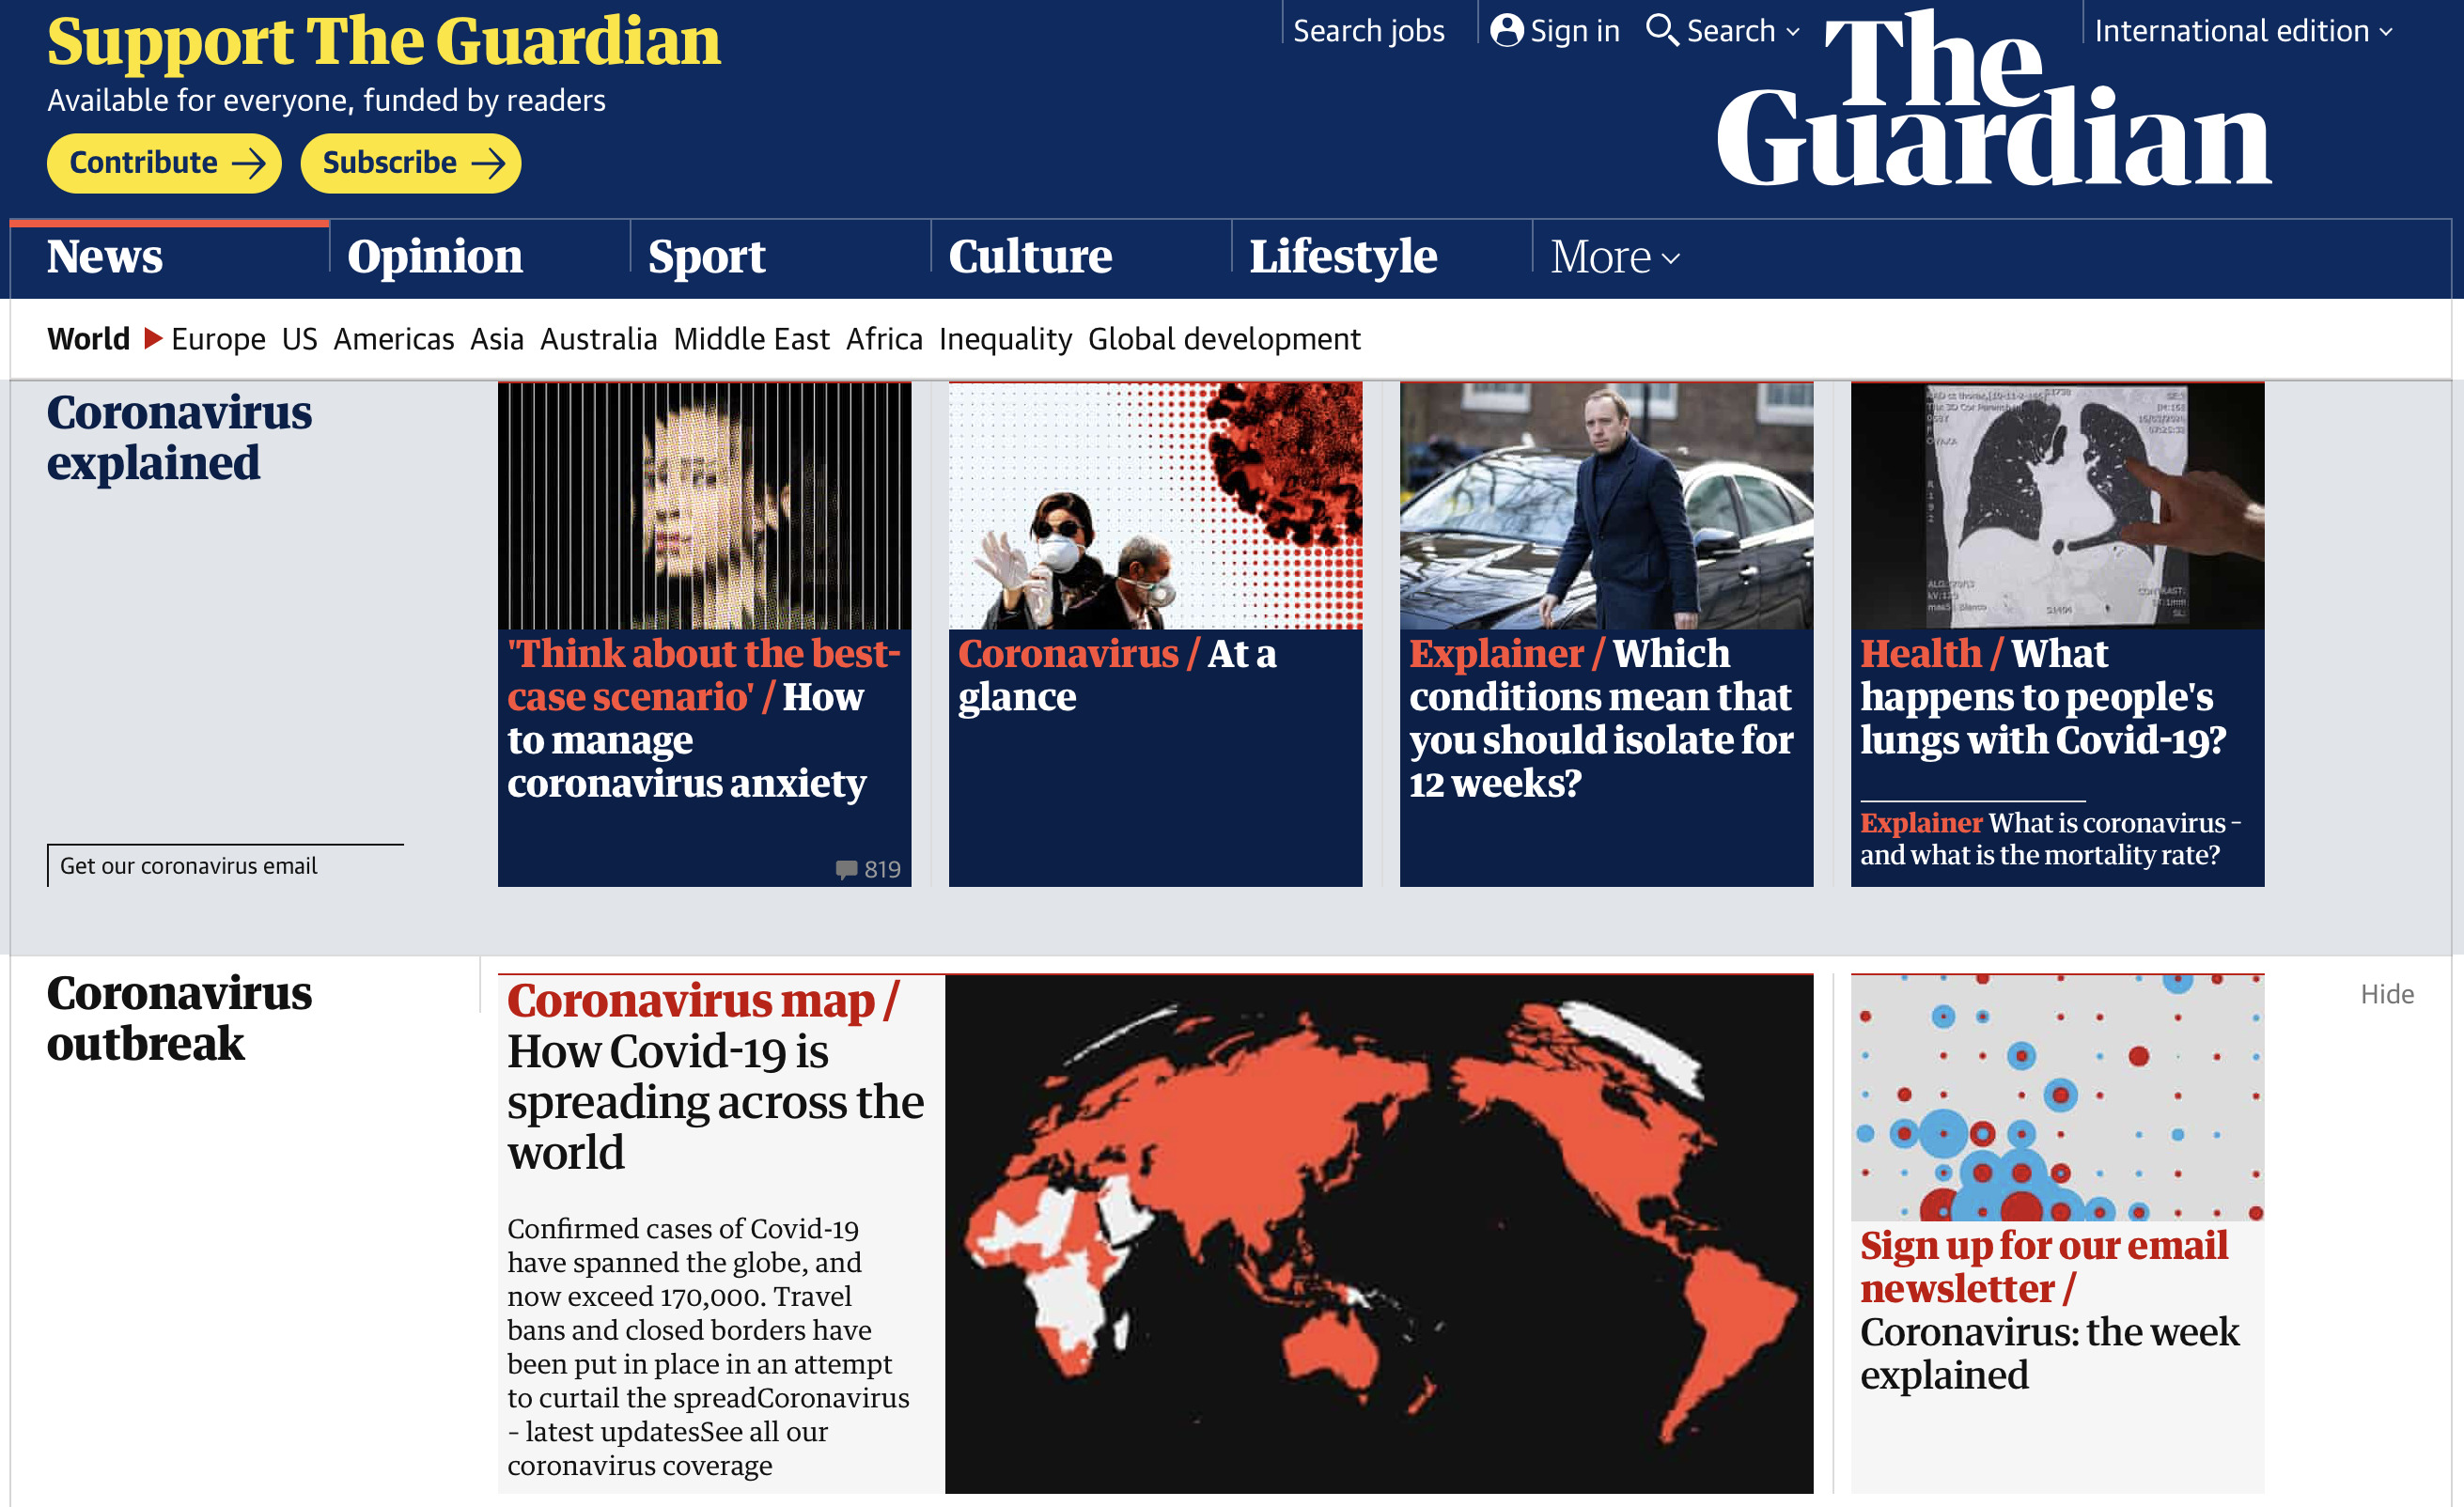 Support The Guardian
Available for everyone, funded by readers
Contribute
Subscribe
Search jobs
Sign in
Search
International edition
The
Guardian
News
Opinion
Sport
Culture
Lifestyle
More
World
Europe
US
Americas
Asia
Australia
Middle East
Africa
Inequality
Global development
Coronavirus
explained
Get our coronavirus email
'Think about the best-
case scenario' / How
to manage
coronavirus anxiety
819
Coronavirus / At a
glance
Explainer / Which
conditions mean that
you should isolate for
12 weeks?
Health / What
happens to people's
lungs with Covid-19?
Explainer What is coronavirus –
and what is the mortality rate?
Coronavirus
outbreak
Coronavirus map /
How Covid-19 is
spreading across the
world
Confirmed cases of Covid-19
have spanned the globe, and
now exceed 170,000. Travel
bans and closed borders have
been put in place in an attempt
to curtail the spreadCoronavirus
– latest updatesSee all our
coronavirus coverage
Sign up for our email
newsletter /
Coronavirus: the week
explained
Hide